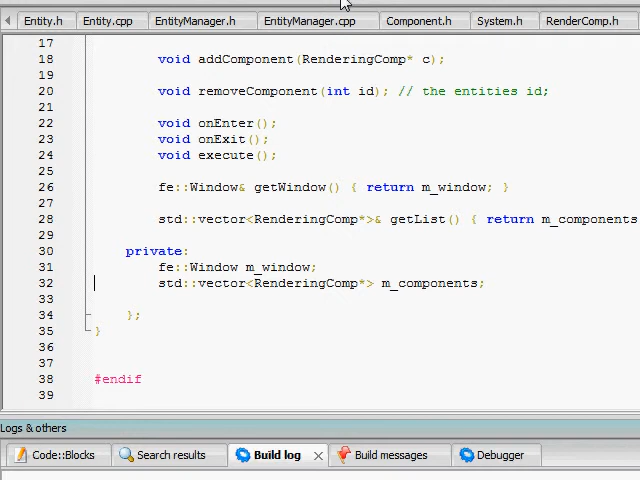 Entity.h Entity.cpp EntityManager.h EntityManager.cpp Component.h System.h RenderComp.h
17
18 void addComponent(RenderingComp* c);
19
20 void removeComponent(int id); // the entities id;
21
22 void onEnter();
23 void onExit();
24 void execute();
25
26 fe::Window& getWindow() { return m_window; }
27
28 std::vector<RenderingComp*>& getList() { return m_components
29
30 private:
31 fe::Window m_window;
32 std::vector<RenderingComp*> m_components;
33
34 };
35 }
36
37
38 #endif
39
Logs & others
Code::Blocks Search results Build log Build messages Debugger